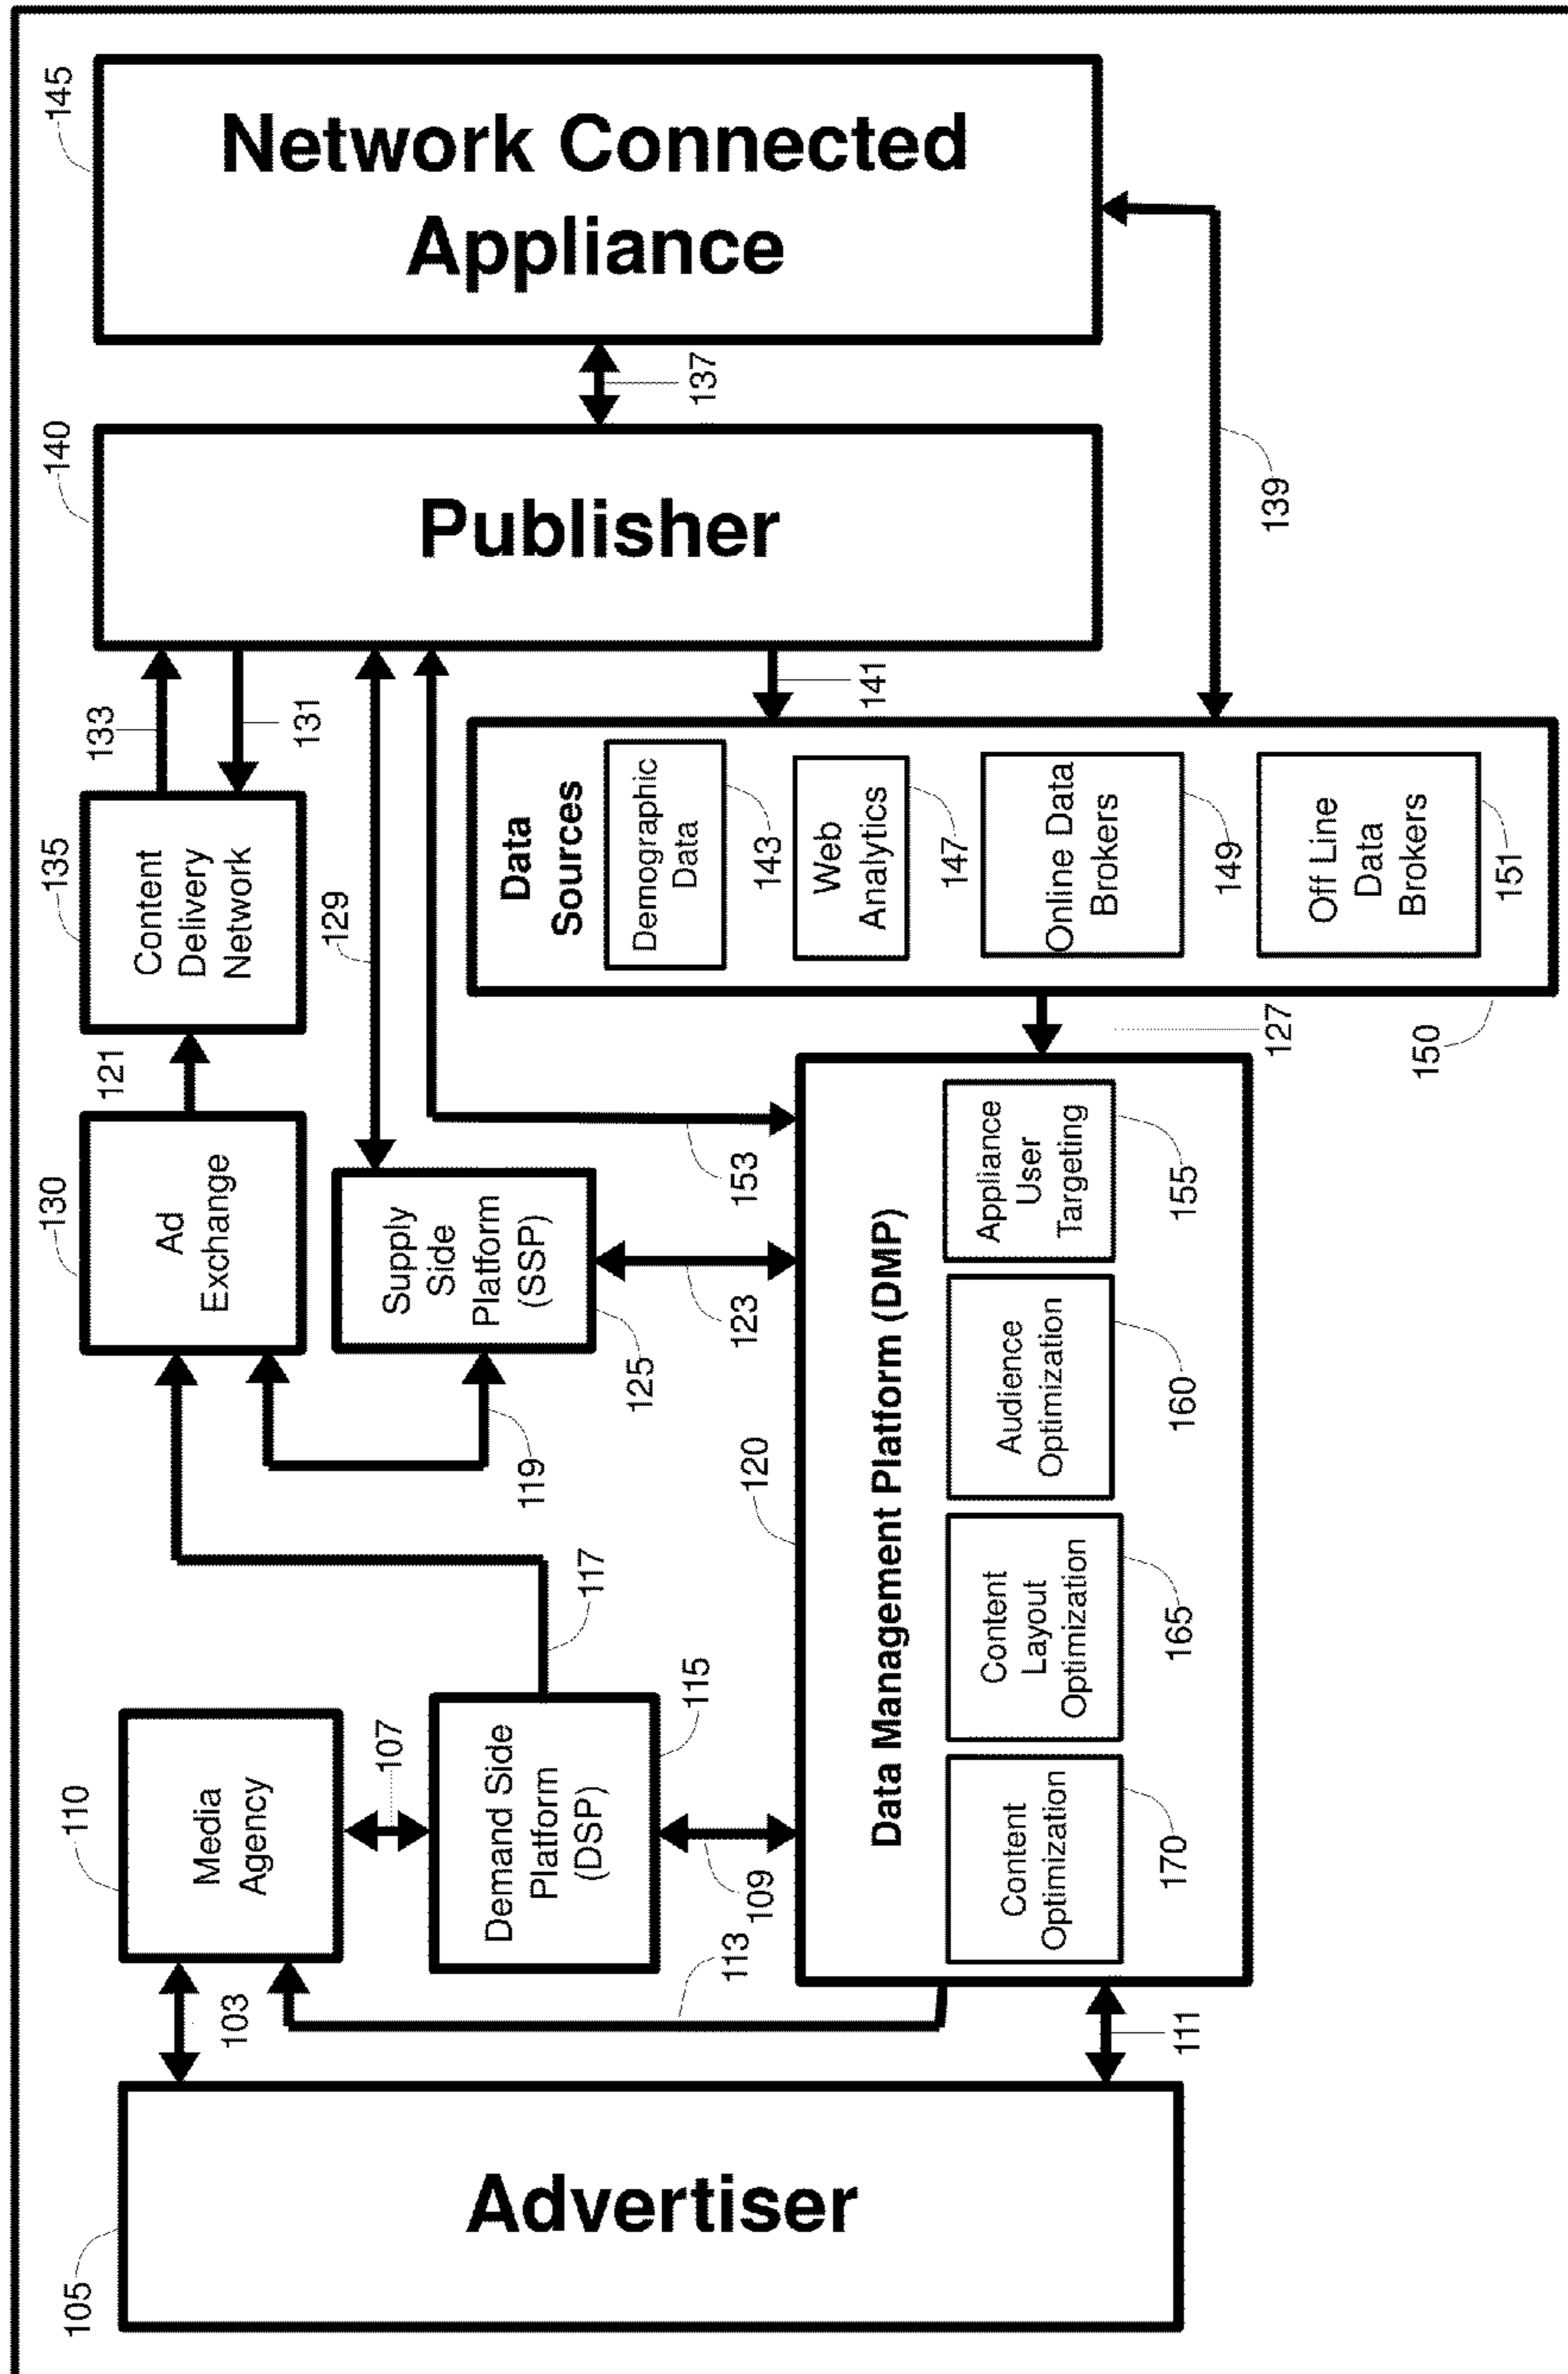 105
Advertiser
103
111
113
110
Media
Agency
107
Demand Side
Platform
(DSP)
115
109
117
120
Data Management Platform (DMP)
Content
Optimization
170
Content
Layout
Optimization
165
Audience
Optimization
160
Appliance
User
Targeting
155
130
Ad
Exchange
119
Supply
Side
Platform
(SSP)
125
123
153
121
135
Content
Delivery
Network
129
133
131
127
150
Data
Sources
Demographic
Data
143
Web
Analytics
147
Online Data
Brokers
149
Off Line
Data
Brokers
151
141
140
Publisher
137
139
145
Network Connected
Appliance